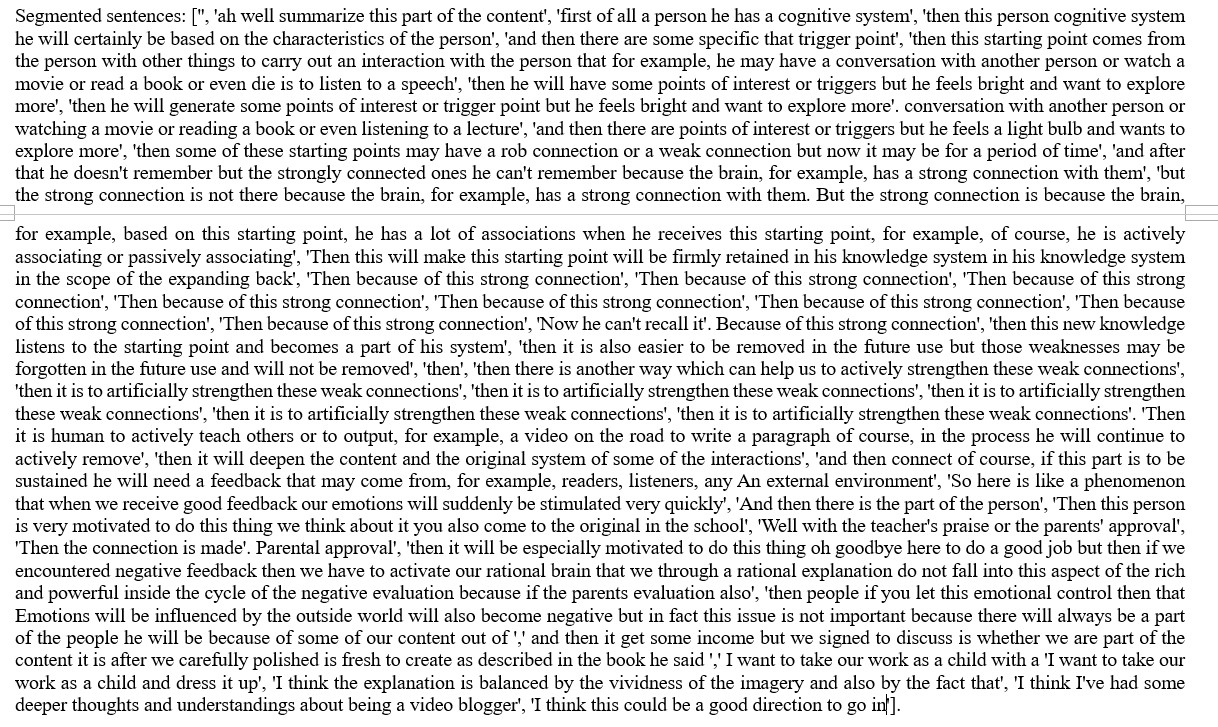 Segmented sentences: ['', 'ah well summarize this part of the content', 'first of all a person he has a cognitive system', 'then this person cognitive system
he will certainly be based on the characteristics of the person', 'and then there are some specific that trigger point', 'then this starting point comes from
the person with other things to carry out an interaction with the person that for example, he may have a conversation with another person or watch a
movie or read a book or even die is to listen to a speech', 'then he will have some points of interest or triggers but he feels bright and want to explore
more', 'then he will generate some points of interest or trigger point but he feels bright and want to explore more'. conversation with another person or
watching a movie or reading a book or even listening to a lecture', 'and then there are points of interest or triggers but he feels a light bulb and wants to
explore more', 'then some of these starting points may have a rob connection or a weak connection but now it may be for a period of time', 'and after
that he doesn't remember but the strongly connected ones he can't remember because the brain, for example, has a strong connection with them', 'but
the strong connection is not there because the brain, for example, has a strong connection with them. But the strong connection is because the brain,
for example, based on this starting point, he has a lot of associations when he receives this starting point, for example, of course, he is actively
associating or passively associating', 'Then this will make this starting point will be firmly retained in his knowledge system in his knowledge system
in the scope of the expanding back', 'Then because of this strong connection', 'Then because of this strong connection', 'Then because of this strong
connection', 'Then because of this strong connection', 'Then because of this strong connection', 'Then because of this strong connection', 'Then because
of this strong connection', 'Then because of this strong connection', 'Now he can't recall it'. Because of this strong connection', 'then this new knowledge
listens to the starting point and becomes a part of his system', 'then it is also easier to be removed in the future use but those weaknesses may be
forgotten in the future use and will not be removed', 'then', 'then there is another way which can help us to actively strengthen these weak connections',
'then it is to artificially strengthen these weak connections', 'then it is to artificially strengthen these weak connections', 'then it is to artificially strengthen
these weak connections', 'then it is to artificially strengthen these weak connections', 'then it is to artificially strengthen these weak connections'. 'Then
it is human to actively teach others or to output, for example, a video on the road to write a paragraph of course, in the process he will continue to
actively remove', 'then it will deepen the content and the original system of some of the interactions', 'and then connect of course, if this part is to be
sustained he will need a feedback that may come from, for example, readers, listeners, any An external environment', 'So here is like a phenomenon
that when we receive good feedback our emotions will suddenly be stimulated very quickly', 'And then there is the part of the person', 'Then this person
is very motivated to do this thing we think about it you also come to the original in the school', 'Well with the teacher's praise or the parents' approval',
'Then the connection is made'. Parental approval', 'then it will be especially motivated to do this thing oh goodbye here to do a good job but then if we
encountered negative feedback then we have to activate our rational brain that we through a rational explanation do not fall into this aspect of the rich
and powerful inside the cycle of the negative evaluation because if the parents evaluation also', 'then people if you let this emotional control then that
Emotions will be influenced by the outside world will also become negative but in fact this issue is not important because there will always be a part
of the people he will be because of some of our content out of ',' and then it get some income but we signed to discuss is whether we are part of the
content it is after we carefully polished is fresh to create as described in the book he said ',' I want to take our work as a child with a 'I want to take our
work as a child and dress it up', 'I think the explanation is balanced by the vividness of the imagery and also by the fact that', 'I think I've had some
deeper thoughts and understandings about being a video blogger', 'I think this could be a good direction to go in'].